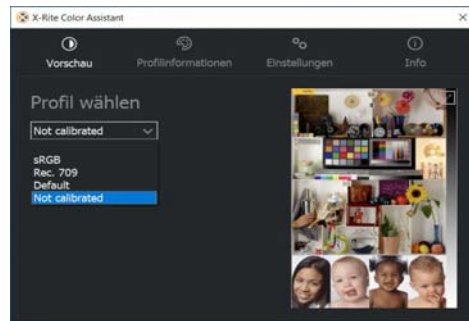 X-Rite Color Assistant
Vorschau
Profilinformationen
Einstellungen
Info
Profil wählen
Not calibrated
sRGB
Rec. 709
Default
Not calibrated